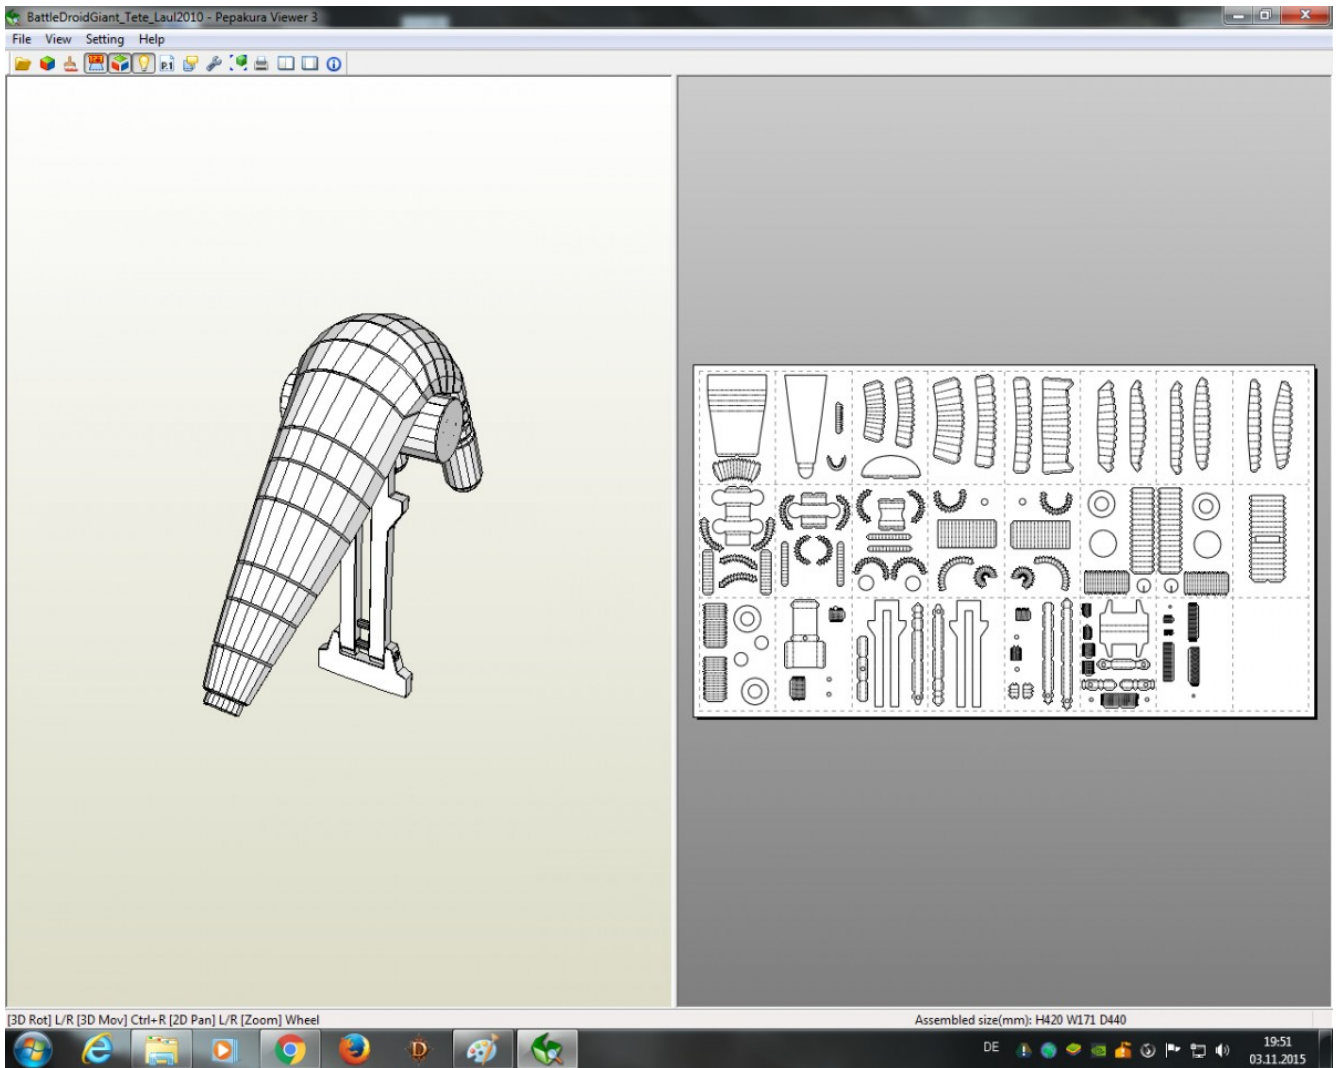 BattleDroidGiant_Tete_Laul2010 - Pepakura Viewer 3
File View Setting Help
P.1
[3D Rot] L/R [3D Mov] Ctrl+R [2D Pan] L/R [Zoom] Wheel
Assembled size(mm): H420 W171 D440
DE
19:51
03.11.2015